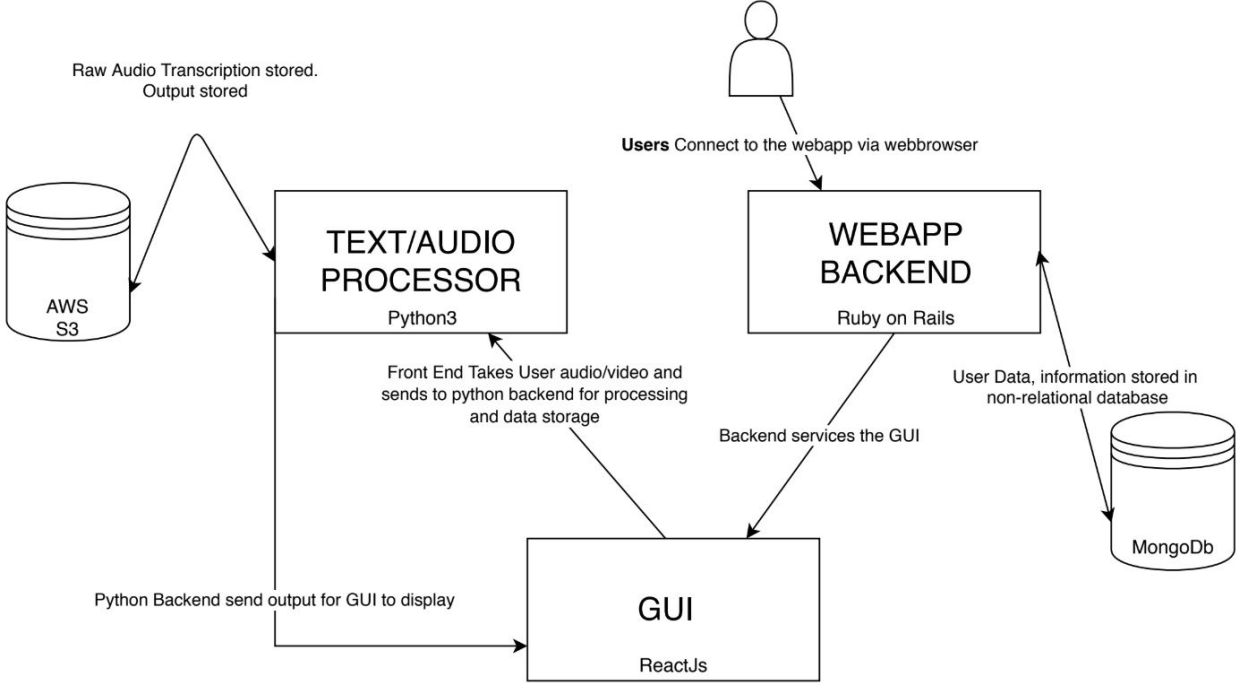 Raw Audio Transcription stored.
Output stored
Users Connect to the webapp via webbrowser
TEXT/AUDIO
PROCESSOR
Python3
WEBAPP
BACKEND
Ruby on Rails
AWS
S3
Front End Takes User audio/video and
sends to python backend for processing
and data storage
User Data, information stored in
non-relational database
Backend services the GUI
MongoDb
Python Backend send output for GUI to display
GUI
ReactJs